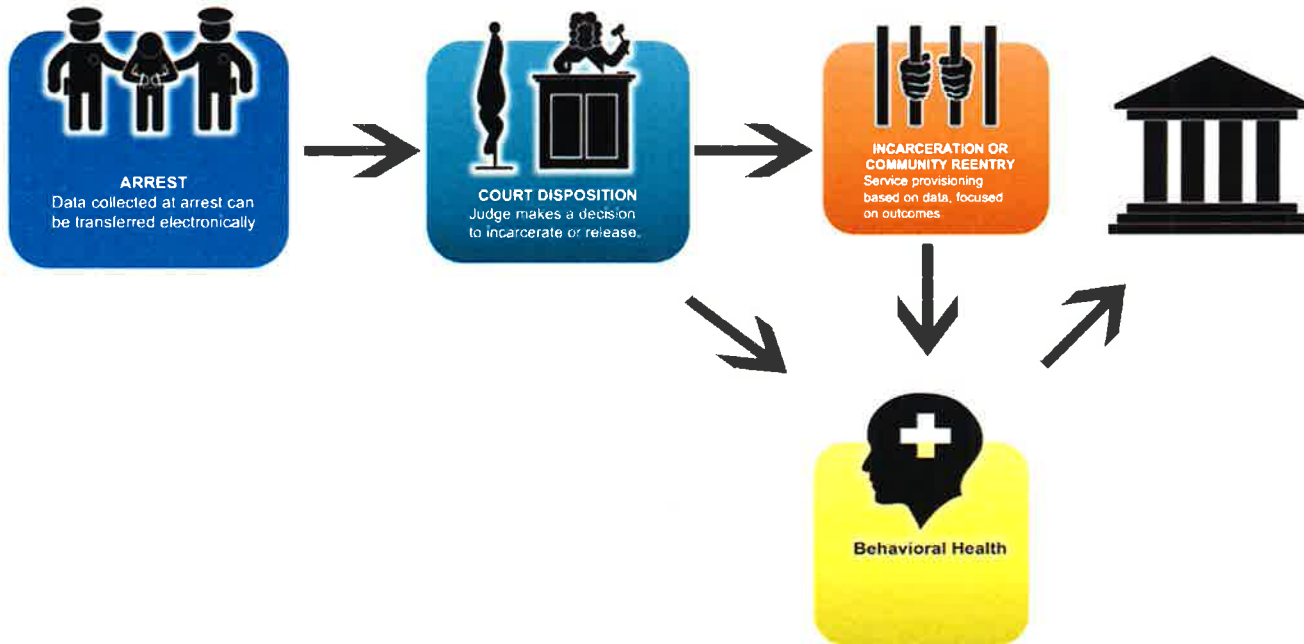 ARREST
Data collected at arrest can
be transferred electronically
COURT DISPOSITION
Judge makes a decision
to incarcerate or release.
INCARCERATION OR
COMMUNITY REENTRY
Service provisioning
based on data, focused
on outcomes
Behavioral Health